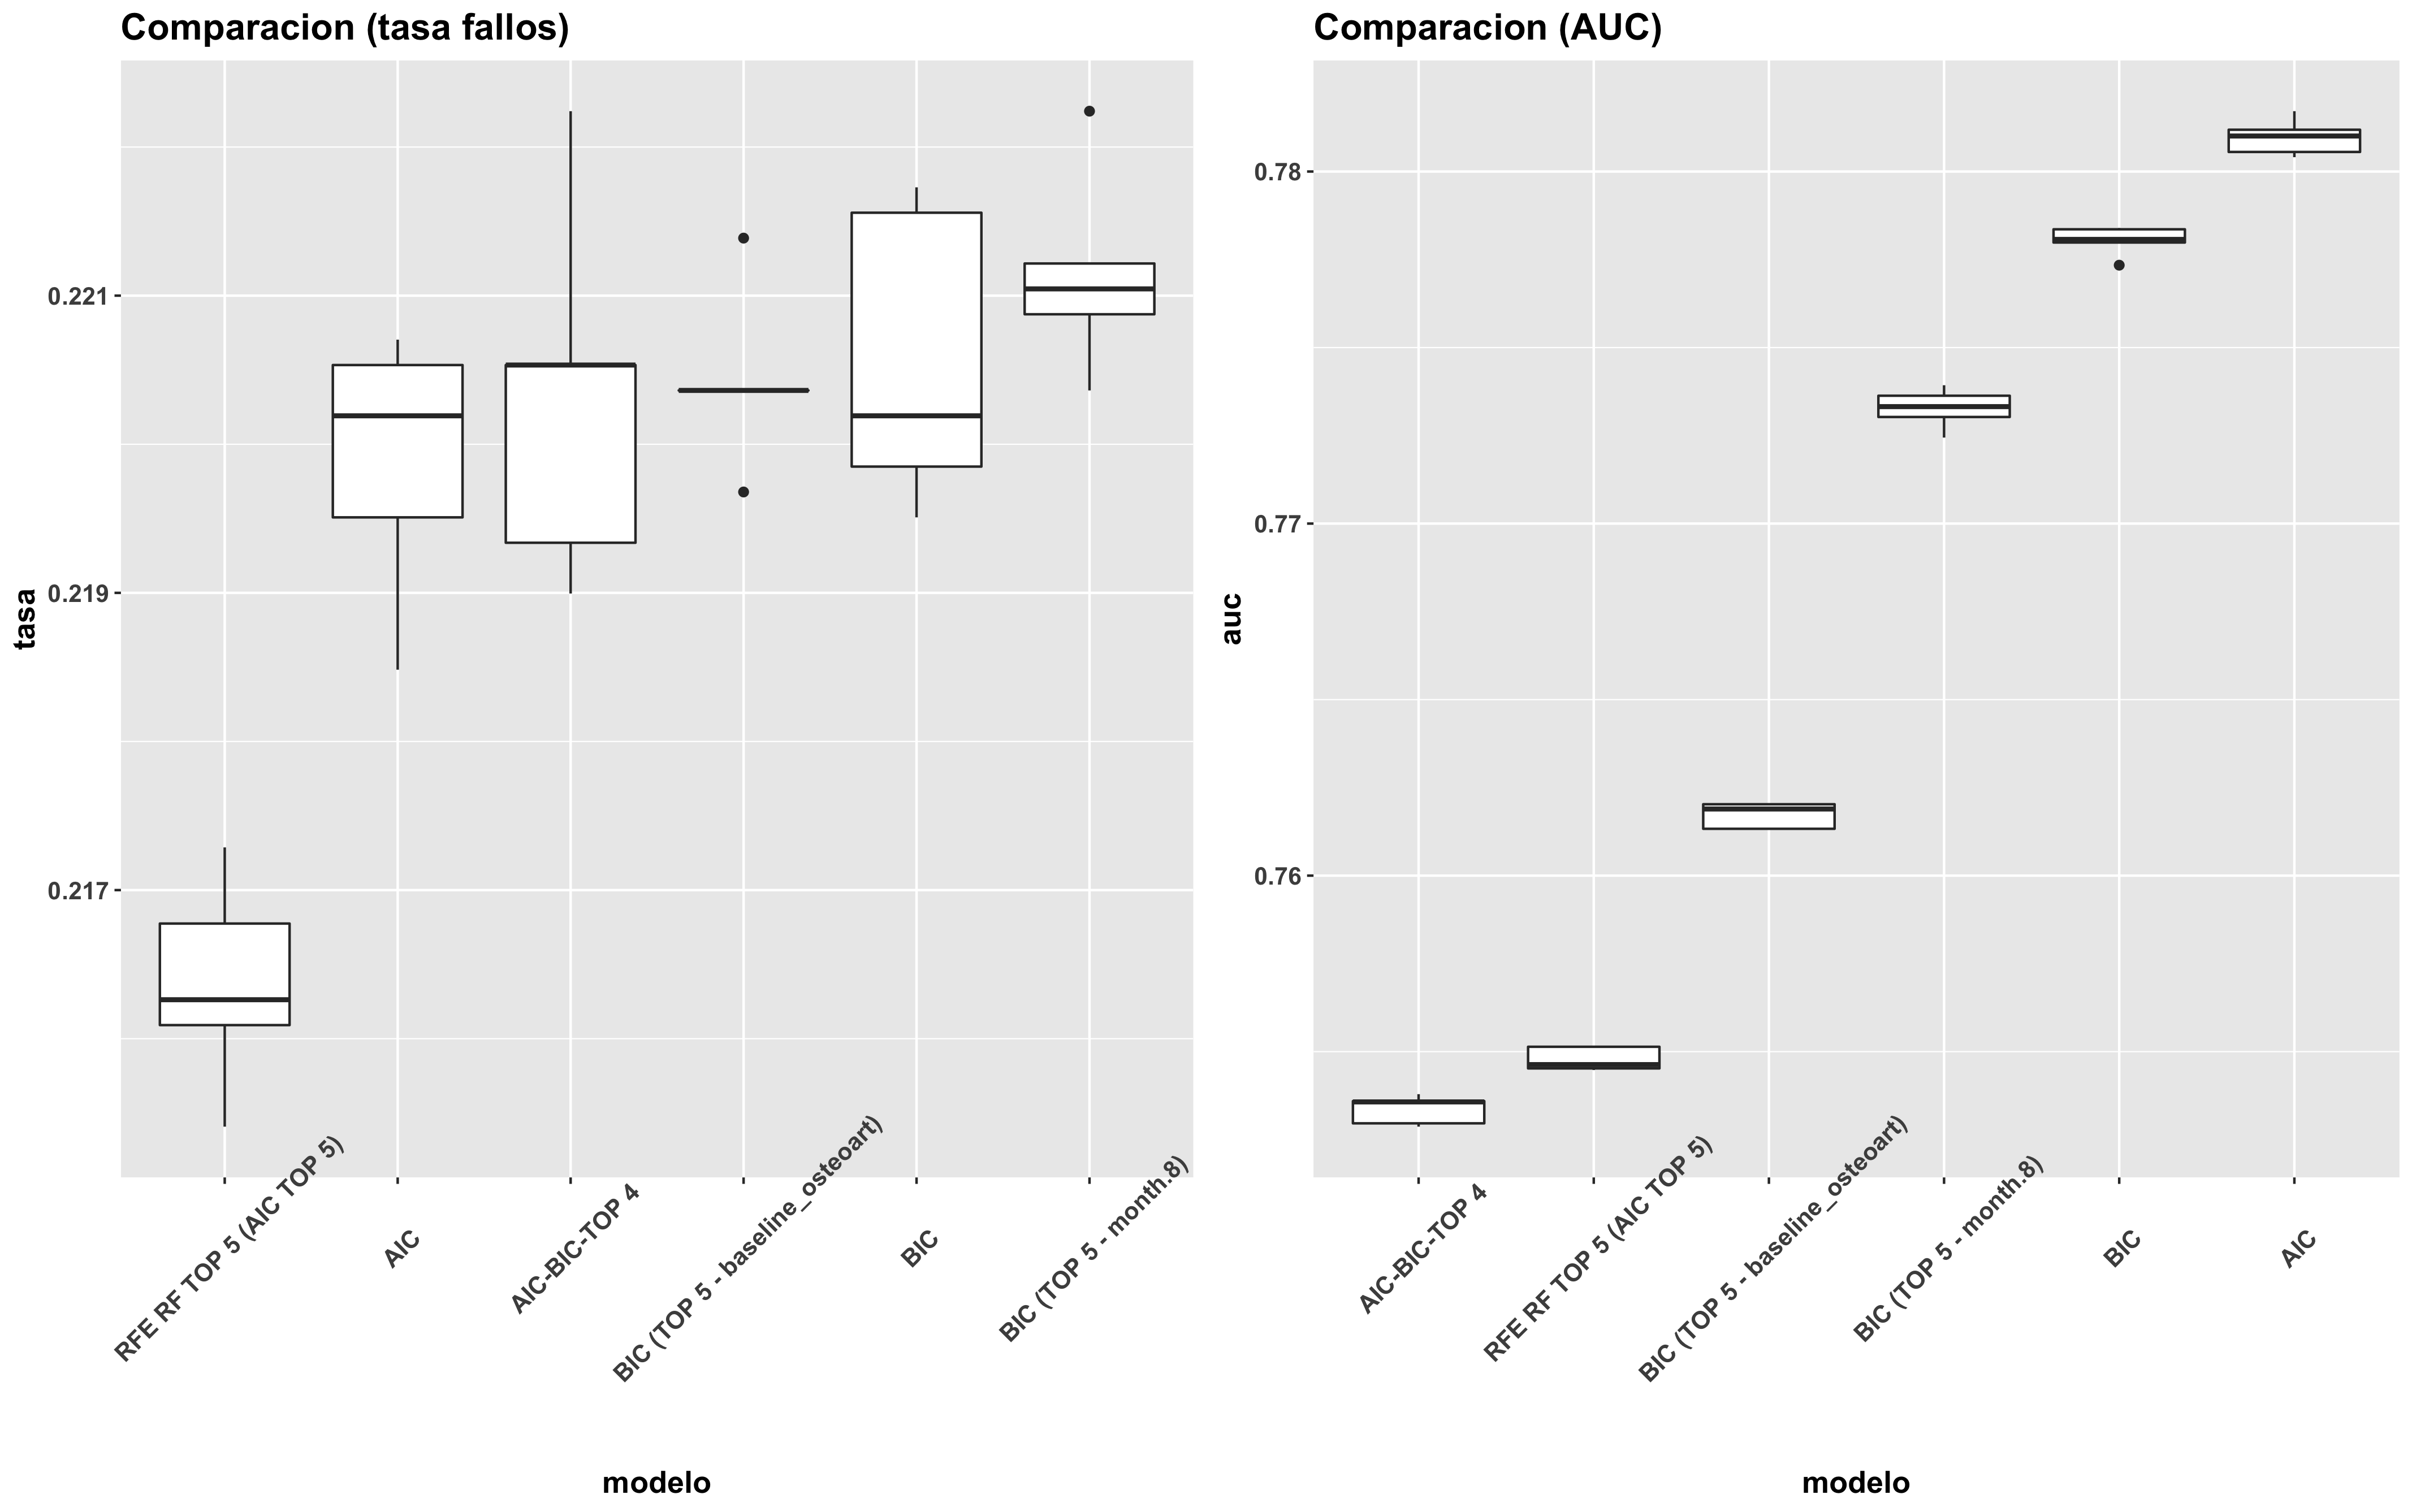 Comparacion (tasa fallos)
tasa
0.221
0.219
0.217
RFE RF TOP 5 (AIC TOP 5)
AIC
AIC-BIC-TOP 4
BIC (TOP 5 - baseline_osteoart)
BIC
BIC (TOP 5 - month.8)
modelo
Comparacion (AUC)
auc
0.78
0.77
0.76
AIC-BIC-TOP 4
RFE RF TOP 5 (AIC TOP 5)
BIC (TOP 5 - baseline_osteoart)
BIC (TOP 5 - month.8)
BIC
AIC
modelo